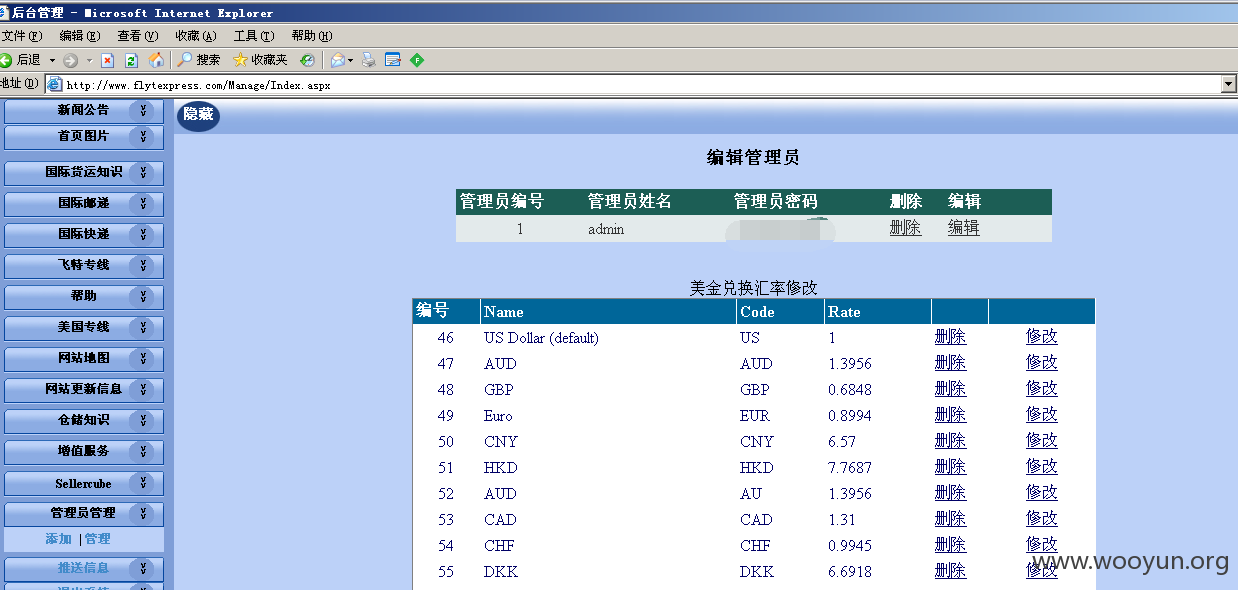 后台管理 - Microsoft Internet Explorer
文件(F) 编辑(E) 查看(V) 收藏(A) 工具(T) 帮助(H)
后退 搜索 收藏夹
地址(D) http://www.flytexpress.com/Manage/Index.aspx
新闻公告
首页图片
国际货运知识
国际邮递
国际快递
飞特专线
帮助
美国专线
网站地图
网站更新信息
仓储知识
增值服务
Sellercube
管理员管理
添加 |管理
推送信息
退出系统
隐藏
编辑管理员
管理员编号 管理员姓名 管理员密码 删除 编辑
1 admin 删除 编辑
美金兑换汇率修改
编号 Name Code Rate
46 US Dollar (default) US 1 删除 修改
47 AUD AUD 1.3956 删除 修改
48 GBP GBP 0.6848 删除 修改
49 Euro EUR 0.8994 删除 修改
50 CNY CNY 6.57 删除 修改
51 HKD HKD 7.7687 删除 修改
52 AUD AU 1.3956 删除 修改
53 CAD CAD 1.31 删除 修改
54 CHF CHF 0.9945 删除 修改
55 DKK DKK 6.6918 删除 修改
www.wooyun.org